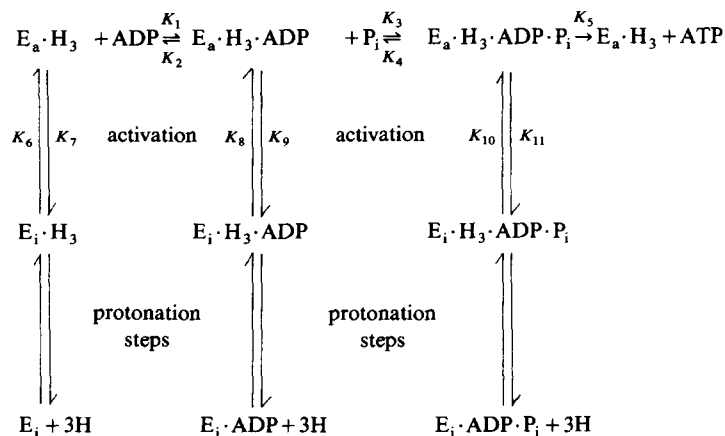 K₁ K₃ K₅
Eₐ·H₃ + ADP ⇌ Eₐ·H₃·ADP + Pᵢ ⇌ Eₐ·H₃·ADP·Pᵢ → Eₐ·H₃ + ATP
K₂ K₄
K₆ K₇ activation K₈ K₉ activation K₁₀ K₁₁
Eᵢ·H₃ Eᵢ·H₃·ADP Eᵢ·H₃·ADP·Pᵢ
protonation protonation
steps steps
Eᵢ + 3H Eᵢ·ADP + 3H Eᵢ·ADP·Pᵢ + 3H